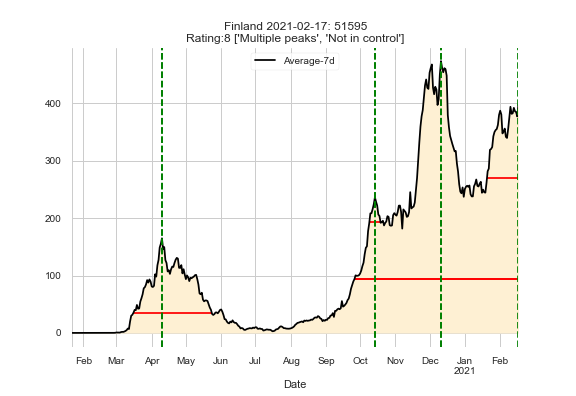 Finland 2021-02-17: 51595
Rating:8 ['Multiple peaks', 'Not in control']
Average-7d
400
300
200
100
0
Feb Mar Apr May Jun Jul Aug Sep Oct Nov Dec Jan Feb
2021
Date